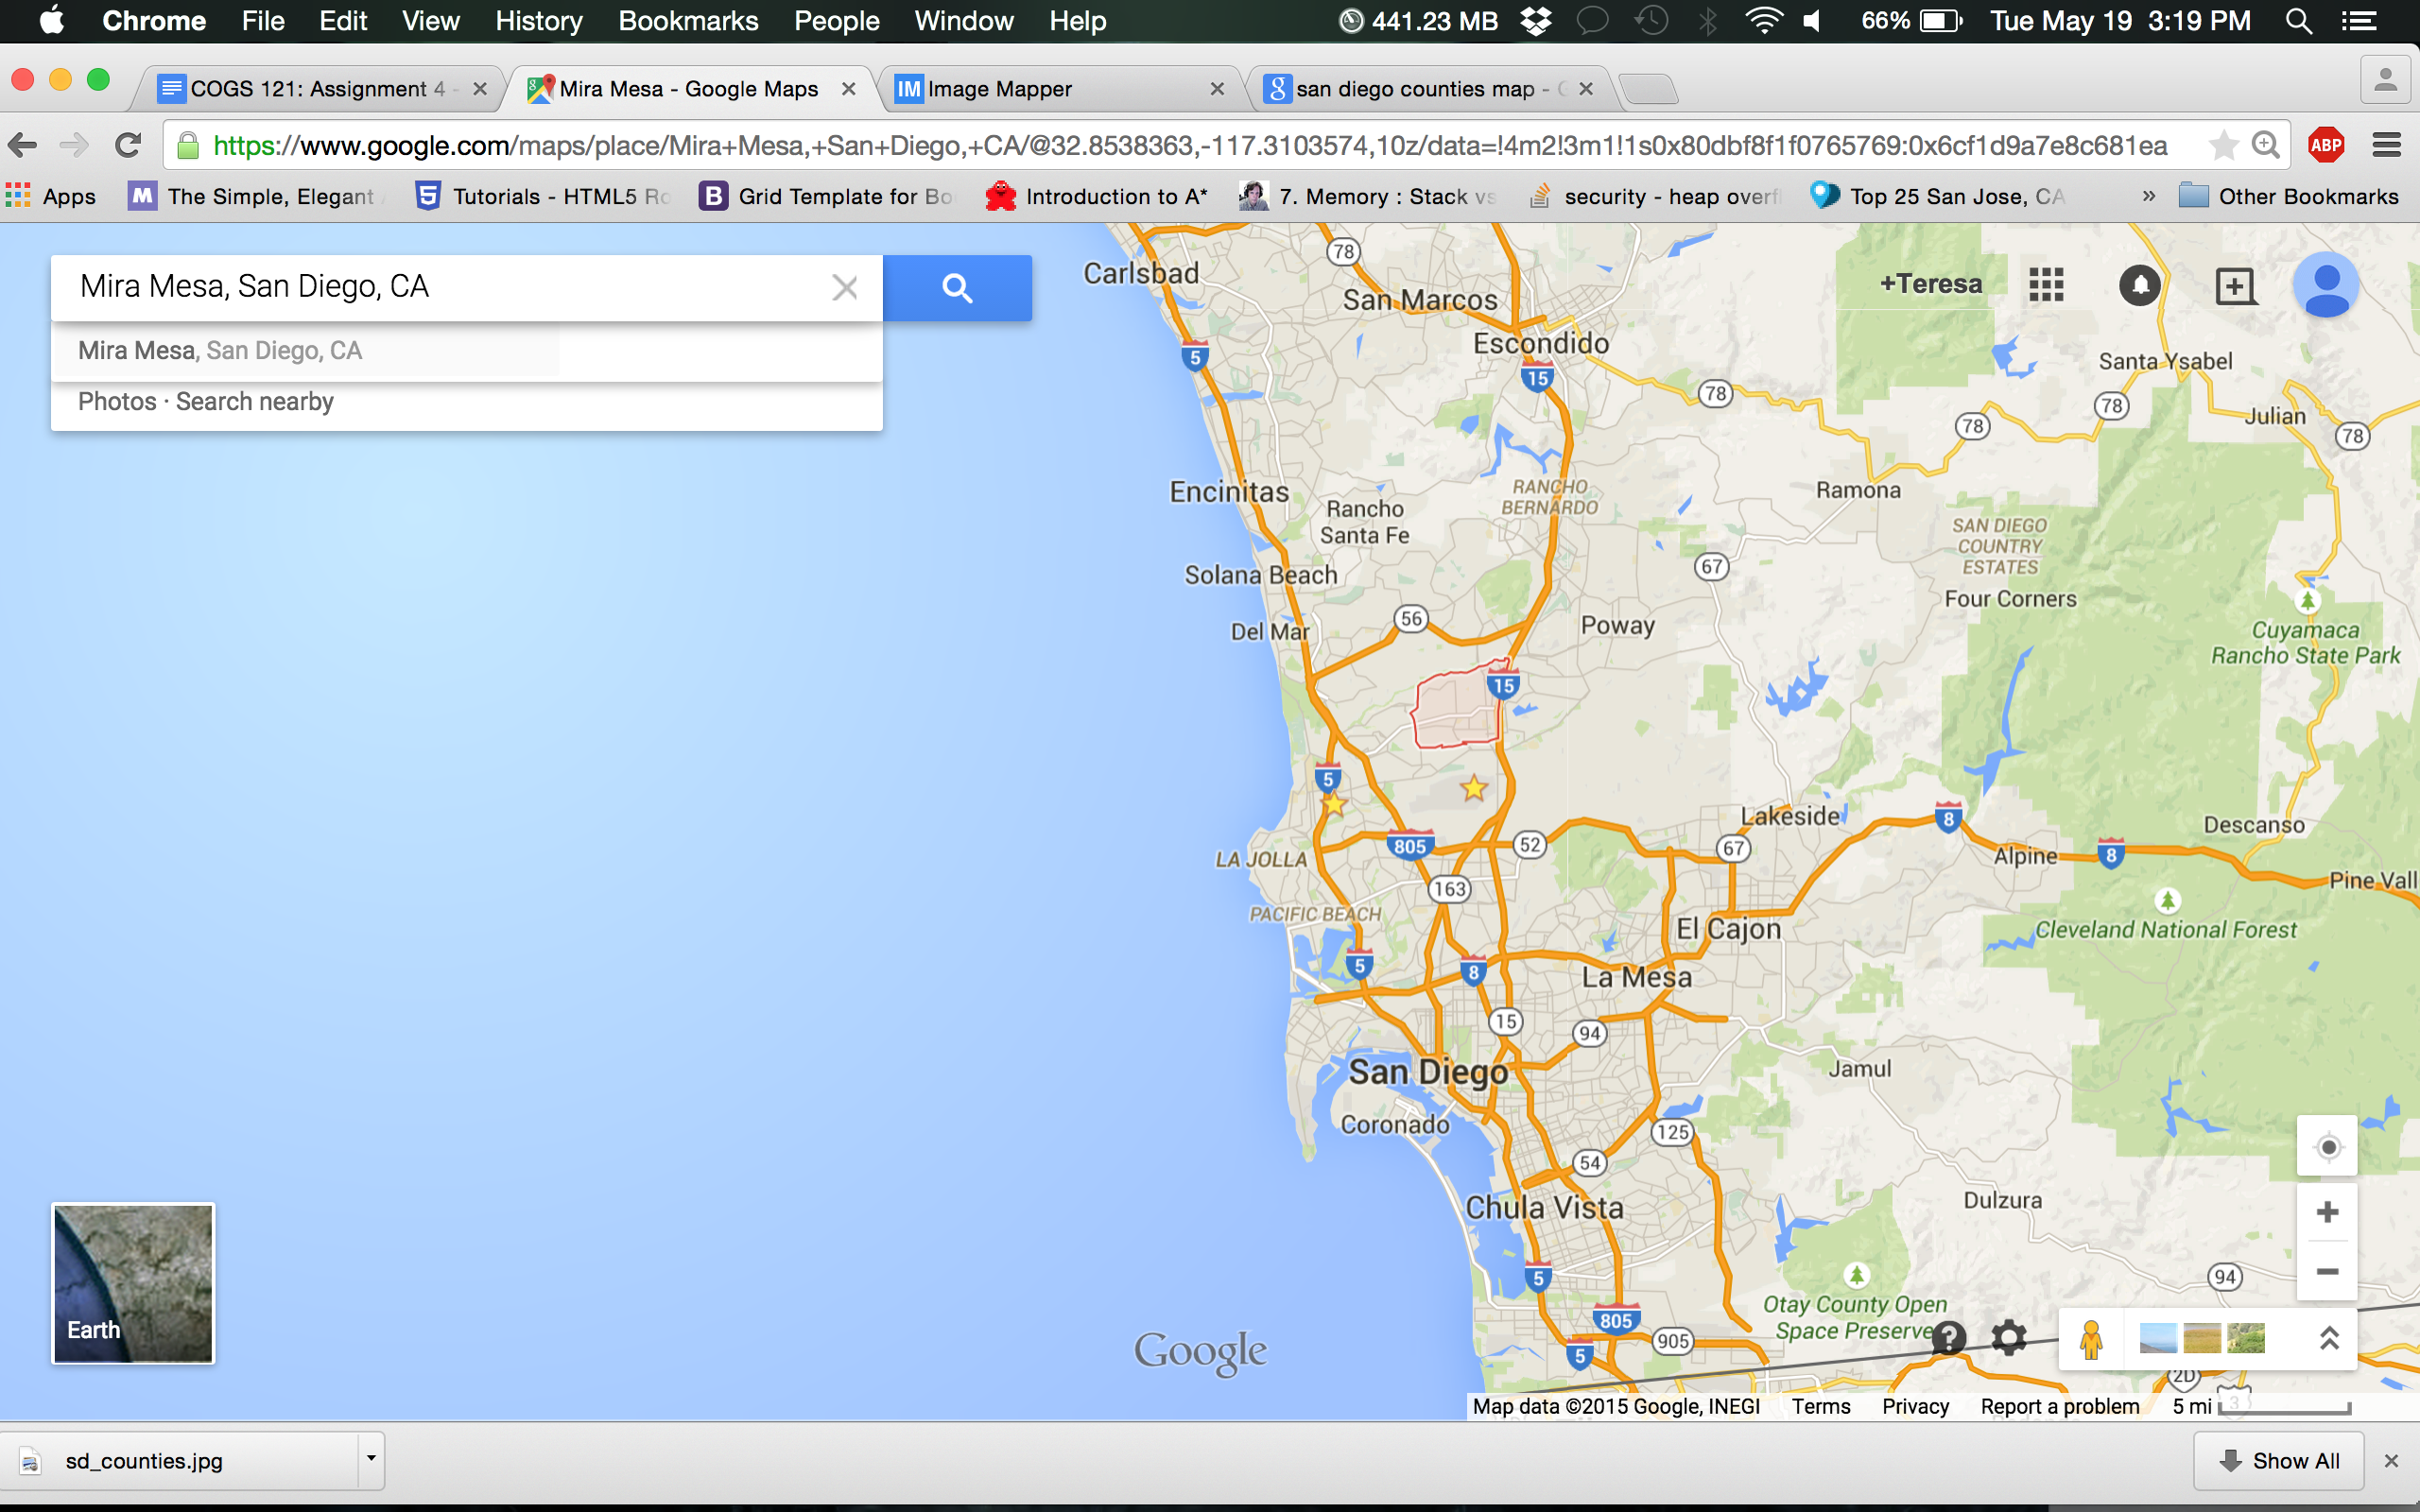 Chrome File Edit View History Bookmarks People Window Help 441.23 MB 66% Tue May 19 3:19 PM
COGS 121: Assignment 4 - Mira Mesa - Google Maps IM Image Mapper san diego counties map -
https://www.google.com/maps/place/Mira+Mesa,+San+Diego,+CA/@32.8538363,-117.3103574,10z/data=!4m2!3m1!1s0x80dbf8f1f0765769:0x6cf1d9a7e8c681ea ABP
Apps M The Simple, Elegant Tutorials - HTML5 Ro B Grid Template for Bo Introduction to A* 7. Memory : Stack vs security - heap overfl Top 25 San Jose, CA » Other Bookmarks
Mira Mesa, San Diego, CA
Mira Mesa, San Diego, CA
Photos · Search nearby
+Teresa
Carlsbad
78
San Marcos
Escondido
5
15
78
Santa Ysabel
78
78
Julian
78
Encinitas
Rancho
Santa Fe
RANCHO
BERNARDO
Ramona
SAN DIEGO
COUNTRY
ESTATES
Solana Beach
67
Four Corners
Del Mar
56
Poway
Cuyamaca
Rancho State Park
15
5
Lakeside
8
Descanso
LA JOLLA
805
52
67
Alpine
8
Pine Vall
163
PACIFIC BEACH
El Cajon
Cleveland National Forest
5
8
La Mesa
15
94
San Diego
Jamul
Coronado
125
54
Chula Vista
Dulzura
5
94
Otay County Open
Space Preserve
805
905
5
2D
3
Earth
Google
Map data ©2015 Google, INEGI Terms Privacy Report a problem 5 mi
sd_counties.jpg
Show All